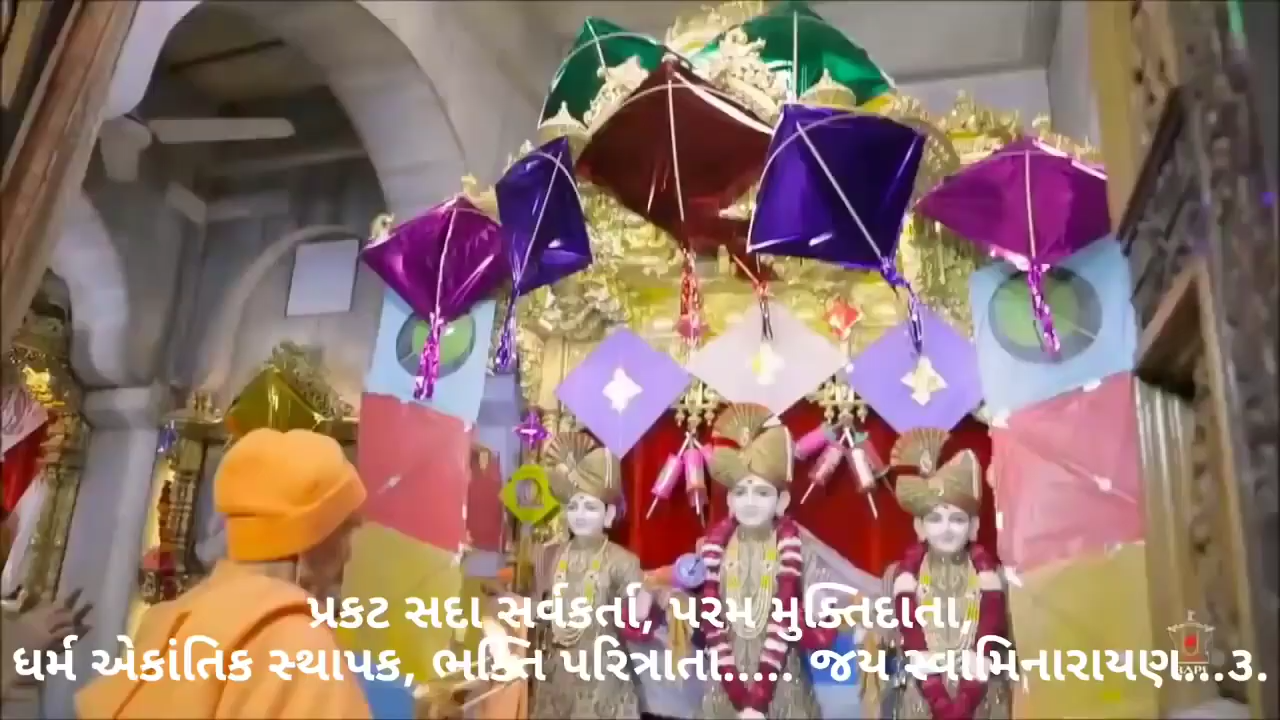 પ્રકટ સદા સર્વકર્તા, પરમ મુક્તિદાતા,
ધર્મ એકાંતિક સ્થાપક, ભક્તિ પરિત્રાતા..... જય સ્વામિનારાયણ...૩.